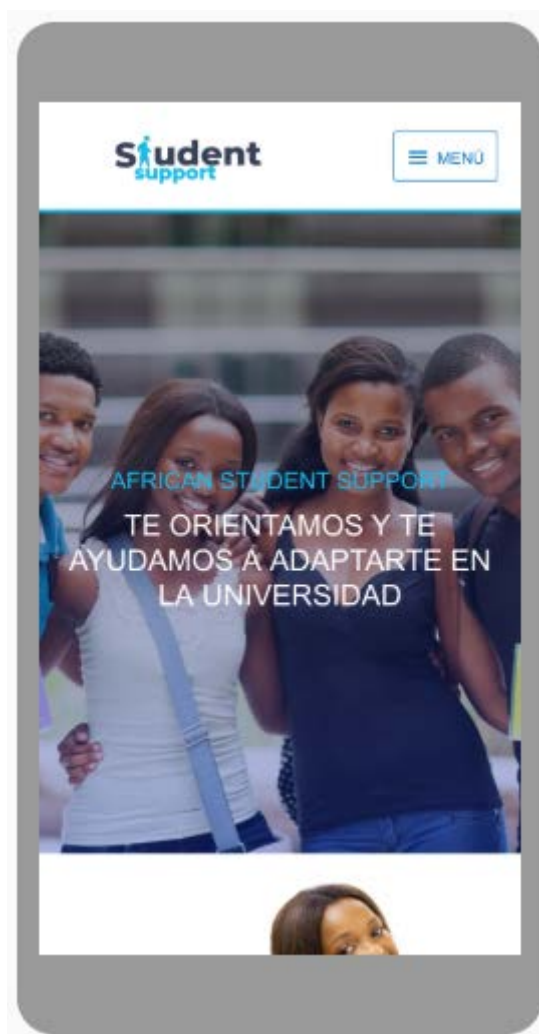 Student
support
MENÚ
AFRICAN STUDENT SUPPORT
TE ORIENTAMOS Y TE
AYUDAMOS A ADAPTARTE EN
LA UNIVERSIDAD